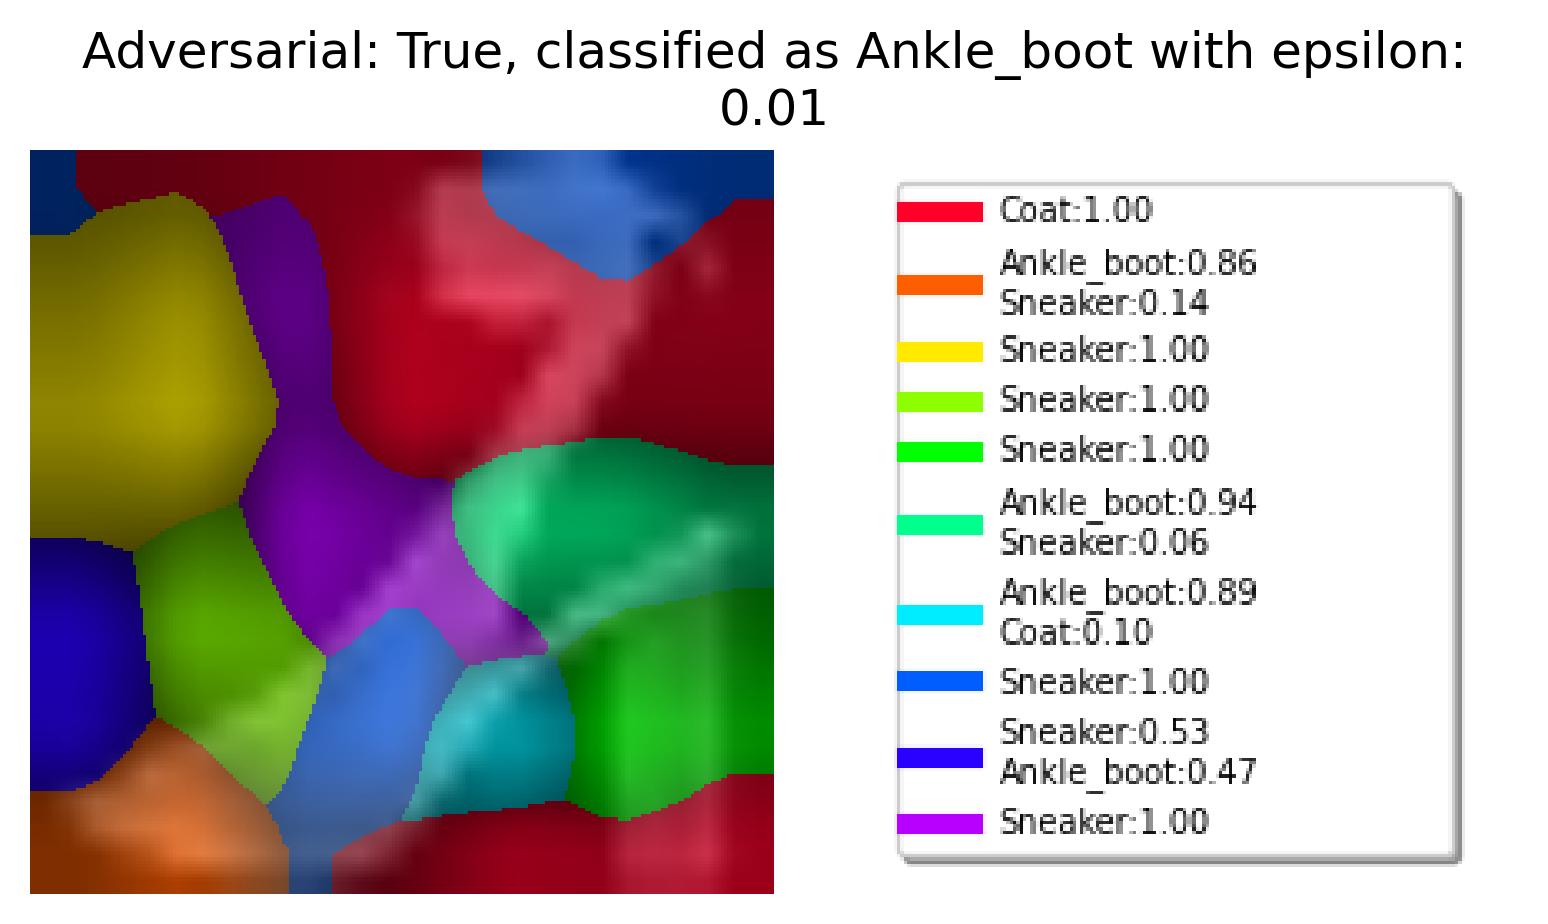 Adversarial: True, classified as Ankle_boot with epsilon:
0.01
Coat:1.00
Ankle_boot:0.86
Sneaker:0.14
Sneaker:1.00
Sneaker:1.00
Sneaker:1.00
Ankle_boot:0.94
Sneaker:0.06
Ankle_boot:0.89
Coat:0.10
Sneaker:1.00
Sneaker:0.53
Ankle_boot:0.47
Sneaker:1.00